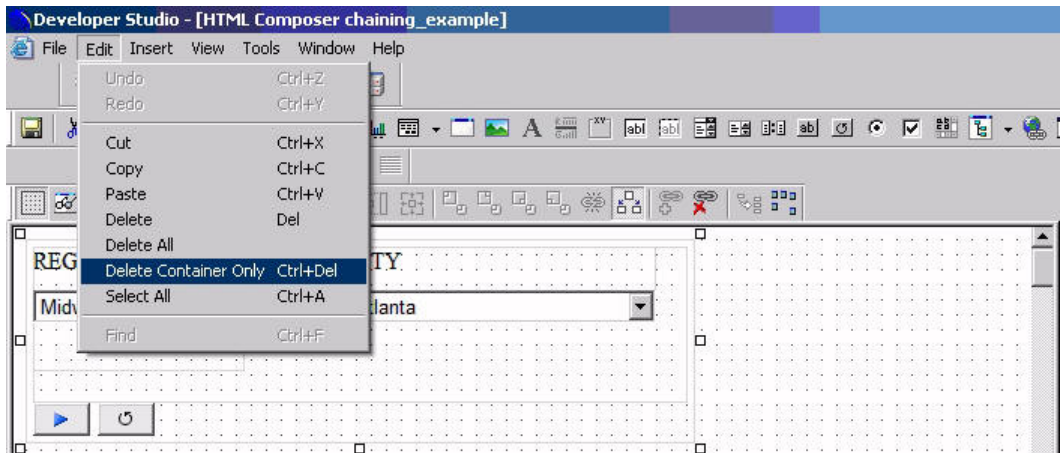 Developer Studio - [HTML Composer chaining_example]
File Edit Insert View Tools Window Help
Undo Ctrl+Z
Redo Ctrl+Y
Cut Ctrl+X
Copy Ctrl+C
Paste Ctrl+V
Delete Del
Delete All
Delete Container Only Ctrl+Del
Select All Ctrl+A
Find Ctrl+F
REG TY
Midw tlanta